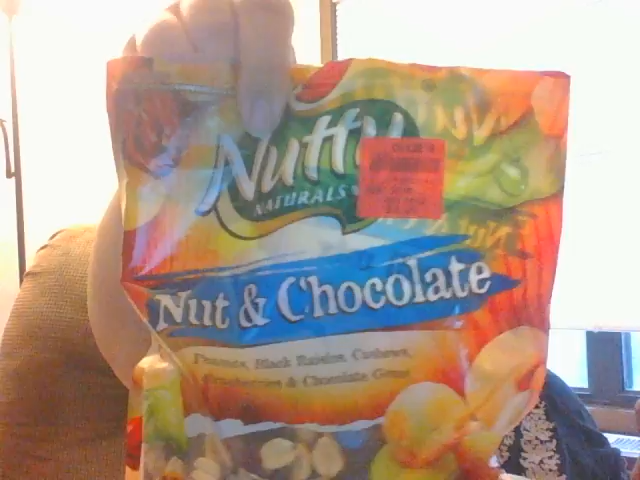 Nutty
NATURALS
Nut & Chocolate
Peanuts, Black Raisins, Cashews,
Cranberries & Chocolate Gems